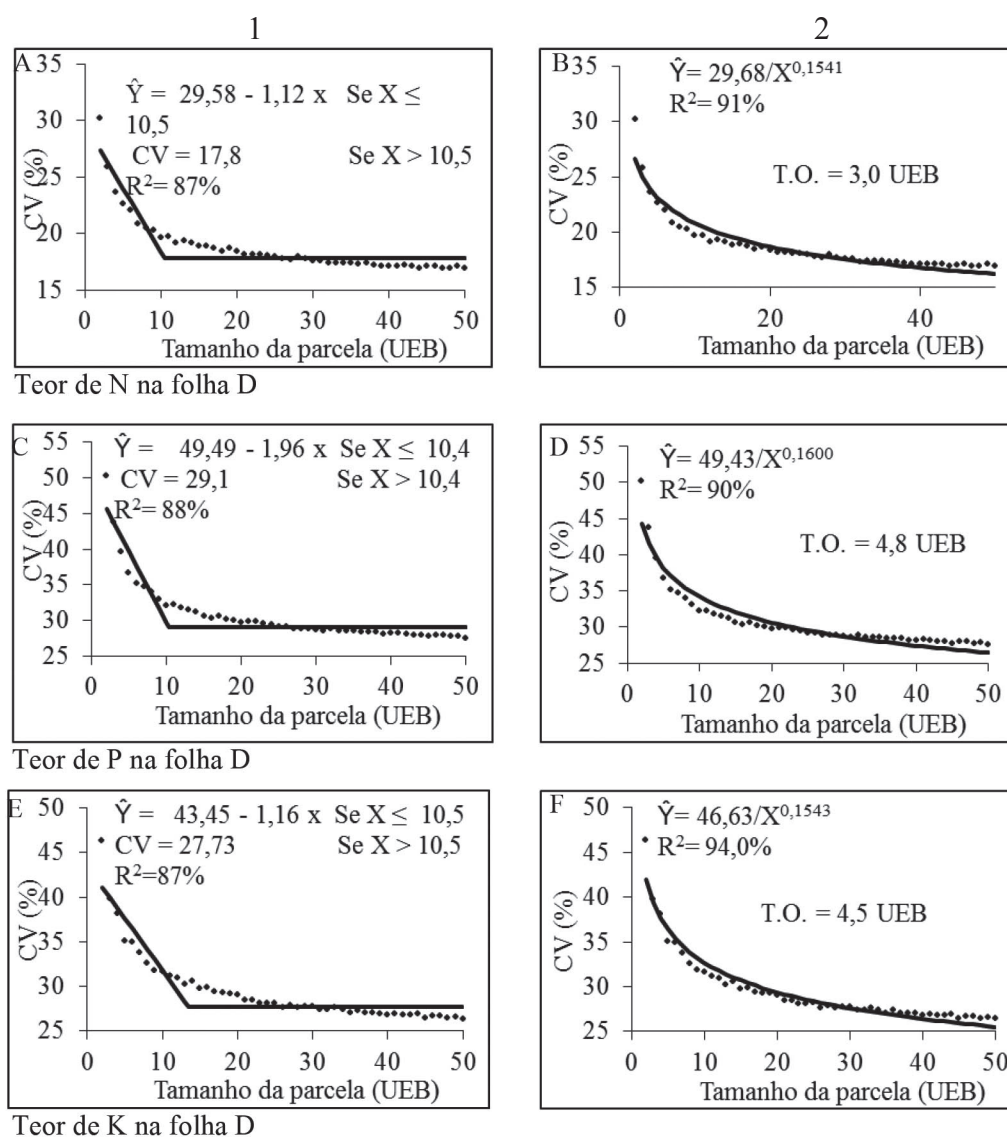 1
2
A
35
30
25
20
15
CV (%)
Ŷ = 29,58 - 1,12 x Se X ≤
10,5
CV = 17,8 Se X > 10,5
R²= 87%
0 10 20 30 40 50
Tamanho da parcela (UEB)
B
35
30
25
20
15
CV (%)
Ŷ= 29,68/X^0,1541
R²= 91%
T.O. = 3,0 UEB
0 20 40
Tamanho da parcela (UEB)
Teor de N na folha D
C
55
50
45
40
35
30
25
CV (%)
Ŷ = 49,49 - 1,96 x Se X ≤ 10,4
CV = 29,1 Se X > 10,4
R²= 88%
0 10 20 30 40 50
Tamanho da parcela (UEB)
D
55
50
45
40
35
30
25
CV (%)
Ŷ= 49,43/X^0,1600
R²= 90%
T.O. = 4,8 UEB
0 10 20 30 40 50
Tamanho da parcela (UEB)
Teor de P na folha D
E
50
45
40
35
30
25
CV (%)
Ŷ = 43,45 - 1,16 x Se X ≤ 10,5
CV = 27,73 Se X > 10,5
R²=87%
0 10 20 30 40 50
Tamanho da parcela (UEB)
F
50
45
40
35
30
25
CV (%)
Ŷ= 46,63/X^0,1543
R²= 94,0%
T.O. = 4,5 UEB
0 10 20 30 40 50
Tamanho da parcela (UEB)
Teor de K na folha D